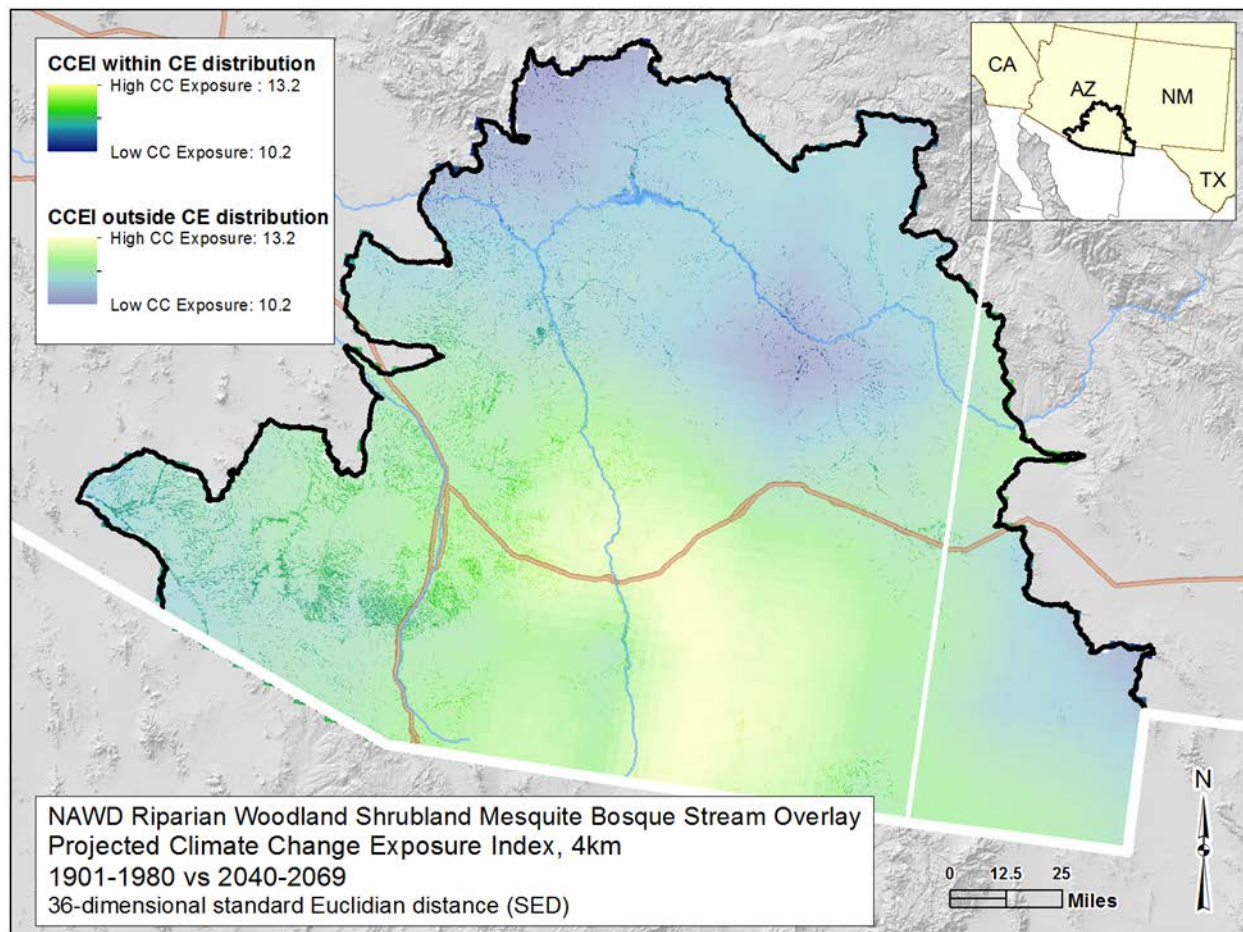 CCEI within CE distribution
High CC Exposure : 13.2
Low CC Exposure: 10.2
CCEI outside CE distribution
High CC Exposure: 13.2
Low CC Exposure: 10.2
CA
AZ
NM
TX
NAWD Riparian Woodland Shrubland Mesquite Bosque Stream Overlay
Projected Climate Change Exposure Index, 4km
1901-1980 vs 2040-2069
36-dimensional standard Euclidian distance (SED)
N
0 12.5 25
Miles